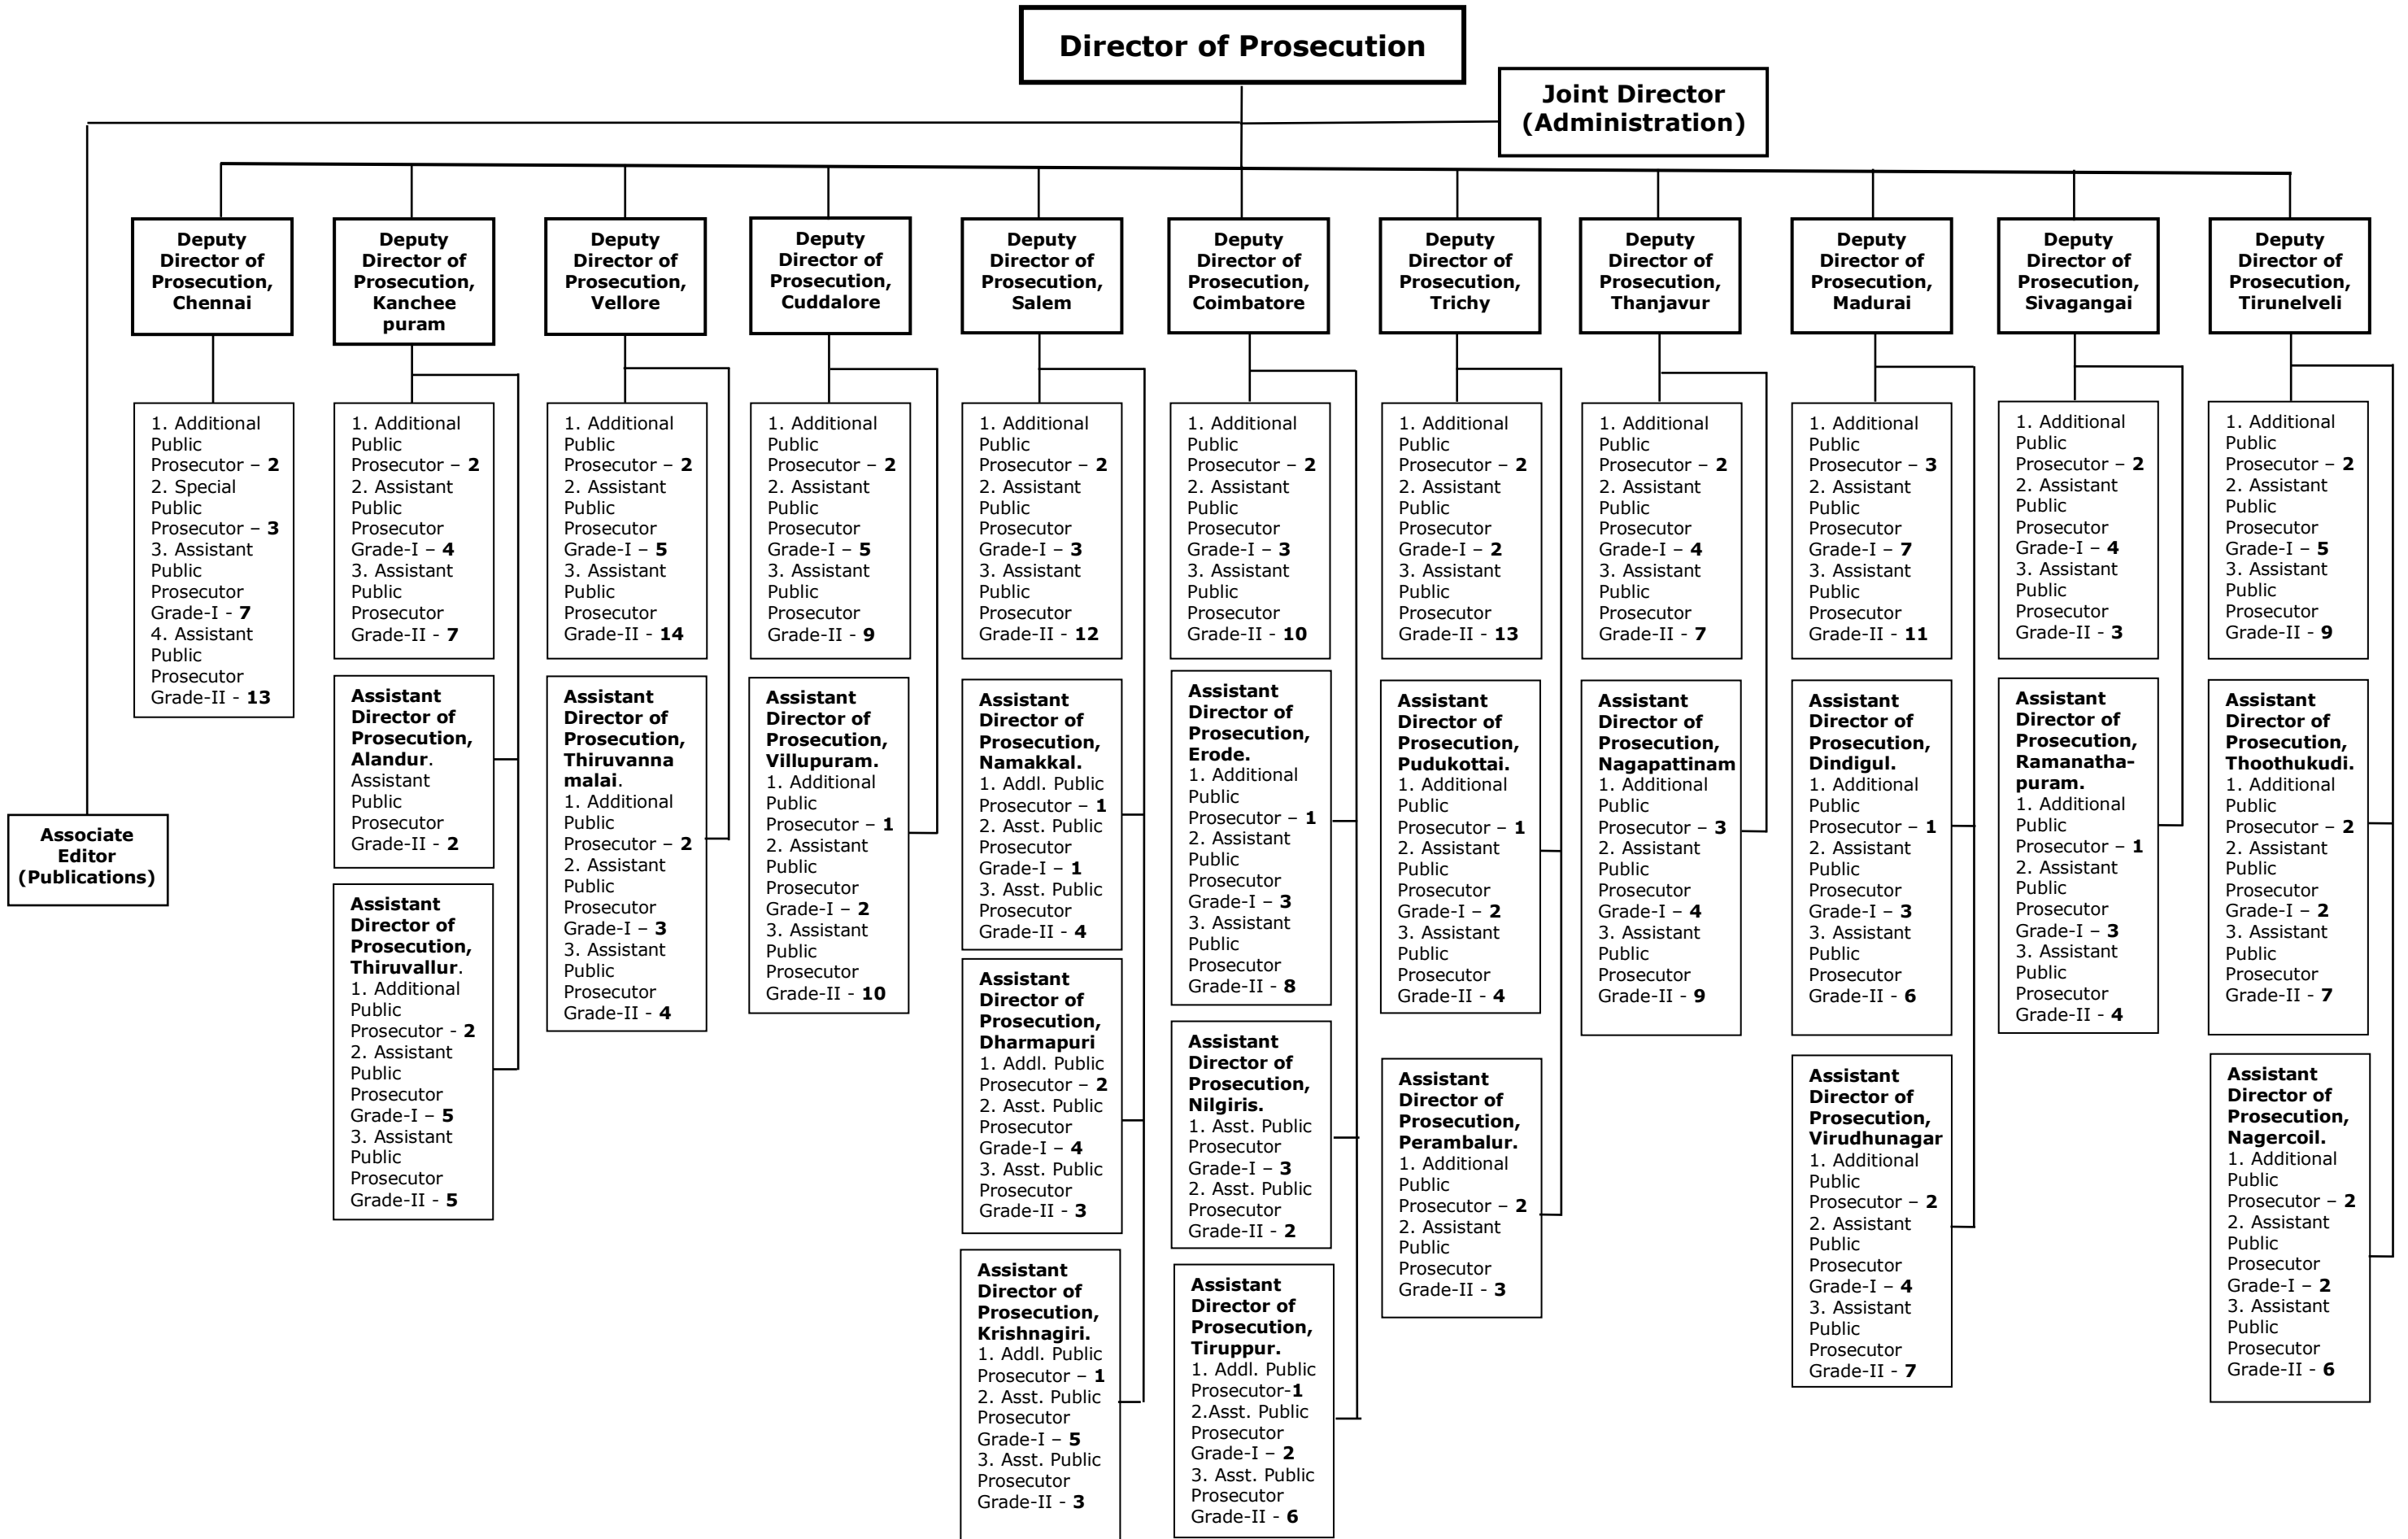 Director of Prosecution
Joint Director
(Administration)
Deputy
Director of
Prosecution,
Chennai
Deputy
Director of
Prosecution,
Kanchee
puram
Deputy
Director of
Prosecution,
Vellore
Deputy
Director of
Prosecution,
Cuddalore
Deputy
Director of
Prosecution,
Salem
Deputy
Director of
Prosecution,
Coimbatore
Deputy
Director of
Prosecution,
Trichy
Deputy
Director of
Prosecution,
Thanjavur
Deputy
Director of
Prosecution,
Madurai
Deputy
Director of
Prosecution,
Sivagangai
Deputy
Director of
Prosecution,
Tirunelveli
1. Additional
Public
Prosecutor – 2
2. Special
Public
Prosecutor – 3
3. Assistant
Public
Prosecutor
Grade-I - 7
4. Assistant
Public
Prosecutor
Grade-II - 13
1. Additional
Public
Prosecutor – 2
2. Assistant
Public
Prosecutor
Grade-I – 4
3. Assistant
Public
Prosecutor
Grade-II - 7
1. Additional
Public
Prosecutor – 2
2. Assistant
Public
Prosecutor
Grade-I – 5
3. Assistant
Public
Prosecutor
Grade-II - 14
1. Additional
Public
Prosecutor – 2
2. Assistant
Public
Prosecutor
Grade-I – 5
3. Assistant
Public
Prosecutor
Grade-II - 9
1. Additional
Public
Prosecutor – 2
2. Assistant
Public
Prosecutor
Grade-I – 3
3. Assistant
Public
Prosecutor
Grade-II - 12
1. Additional
Public
Prosecutor – 2
2. Assistant
Public
Prosecutor
Grade-I – 3
3. Assistant
Public
Prosecutor
Grade-II - 10
1. Additional
Public
Prosecutor – 2
2. Assistant
Public
Prosecutor
Grade-I – 2
3. Assistant
Public
Prosecutor
Grade-II - 13
1. Additional
Public
Prosecutor – 2
2. Assistant
Public
Prosecutor
Grade-I – 4
3. Assistant
Public
Prosecutor
Grade-II - 7
1. Additional
Public
Prosecutor – 3
2. Assistant
Public
Prosecutor
Grade-I – 7
3. Assistant
Public
Prosecutor
Grade-II - 11
1. Additional
Public
Prosecutor – 2
2. Assistant
Public
Prosecutor
Grade-I – 4
3. Assistant
Public
Prosecutor
Grade-II - 3
1. Additional
Public
Prosecutor – 2
2. Assistant
Public
Prosecutor
Grade-I – 5
3. Assistant
Public
Prosecutor
Grade-II - 9
Associate
Editor
(Publications)
Assistant
Director of
Prosecution,
Alandur.
Assistant
Public
Prosecutor
Grade-II - 2
Assistant
Director of
Prosecution,
Thiruvallur.
1. Additional
Public
Prosecutor - 2
2. Assistant
Public
Prosecutor
Grade-I – 5
3. Assistant
Public
Prosecutor
Grade-II - 5
Assistant
Director of
Prosecution,
Thiruvanna
malai.
1. Additional
Public
Prosecutor – 2
2. Assistant
Public
Prosecutor
Grade-I – 3
3. Assistant
Public
Prosecutor
Grade-II - 4
Assistant
Director of
Prosecution,
Villupuram.
1. Additional
Public
Prosecutor – 1
2. Assistant
Public
Prosecutor
Grade-I – 2
3. Assistant
Public
Prosecutor
Grade-II - 10
Assistant
Director of
Prosecution,
Namakkal.
1. Addl. Public
Prosecutor – 1
2. Asst. Public
Prosecutor
Grade-I – 1
3. Asst. Public
Prosecutor
Grade-II - 4
Assistant
Director of
Prosecution,
Dharmapuri
1. Addl. Public
Prosecutor – 2
2. Asst. Public
Prosecutor
Grade-I – 4
3. Asst. Public
Prosecutor
Grade-II - 3
Assistant
Director of
Prosecution,
Krishnagiri.
1. Addl. Public
Prosecutor – 1
2. Asst. Public
Prosecutor
Grade-I – 5
3. Asst. Public
Prosecutor
Grade-II - 3
Assistant
Director of
Prosecution,
Erode.
1. Additional
Public
Prosecutor – 1
2. Assistant
Public
Prosecutor
Grade-I – 3
3. Assistant
Public
Prosecutor
Grade-II - 8
Assistant
Director of
Prosecution,
Nilgiris.
1. Asst. Public
Prosecutor
Grade-I – 3
2. Asst. Public
Prosecutor
Grade-II - 2
Assistant
Director of
Prosecution,
Tiruppur.
1. Addl. Public
Prosecutor-1
2.Asst. Public
Prosecutor
Grade-I – 2
3. Asst. Public
Prosecutor
Grade-II - 6
Assistant
Director of
Prosecution,
Pudukottai.
1. Additional
Public
Prosecutor – 1
2. Assistant
Public
Prosecutor
Grade-I – 2
3. Assistant
Public
Prosecutor
Grade-II - 4
Assistant
Director of
Prosecution,
Perambalur.
1. Additional
Public
Prosecutor – 2
2. Assistant
Public
Prosecutor
Grade-II - 3
Assistant
Director of
Prosecution,
Nagapattinam
1. Additional
Public
Prosecutor – 3
2. Assistant
Public
Prosecutor
Grade-I – 4
3. Assistant
Public
Prosecutor
Grade-II - 9
Assistant
Director of
Prosecution,
Dindigul.
1. Additional
Public
Prosecutor – 1
2. Assistant
Public
Prosecutor
Grade-I – 3
3. Assistant
Public
Prosecutor
Grade-II - 6
Assistant
Director of
Prosecution,
Virudhunagar
1. Additional
Public
Prosecutor – 2
2. Assistant
Public
Prosecutor
Grade-I – 4
3. Assistant
Public
Prosecutor
Grade-II - 7
Assistant
Director of
Prosecution,
Ramanatha-
puram.
1. Additional
Public
Prosecutor – 1
2. Assistant
Public
Prosecutor
Grade-I – 3
3. Assistant
Public
Prosecutor
Grade-II - 4
Assistant
Director of
Prosecution,
Thoothukudi.
1. Additional
Public
Prosecutor – 2
2. Assistant
Public
Prosecutor
Grade-I – 2
3. Assistant
Public
Prosecutor
Grade-II - 7
Assistant
Director of
Prosecution,
Nagercoil.
1. Additional
Public
Prosecutor – 2
2. Assistant
Public
Prosecutor
Grade-I – 2
3. Assistant
Public
Prosecutor
Grade-II - 6